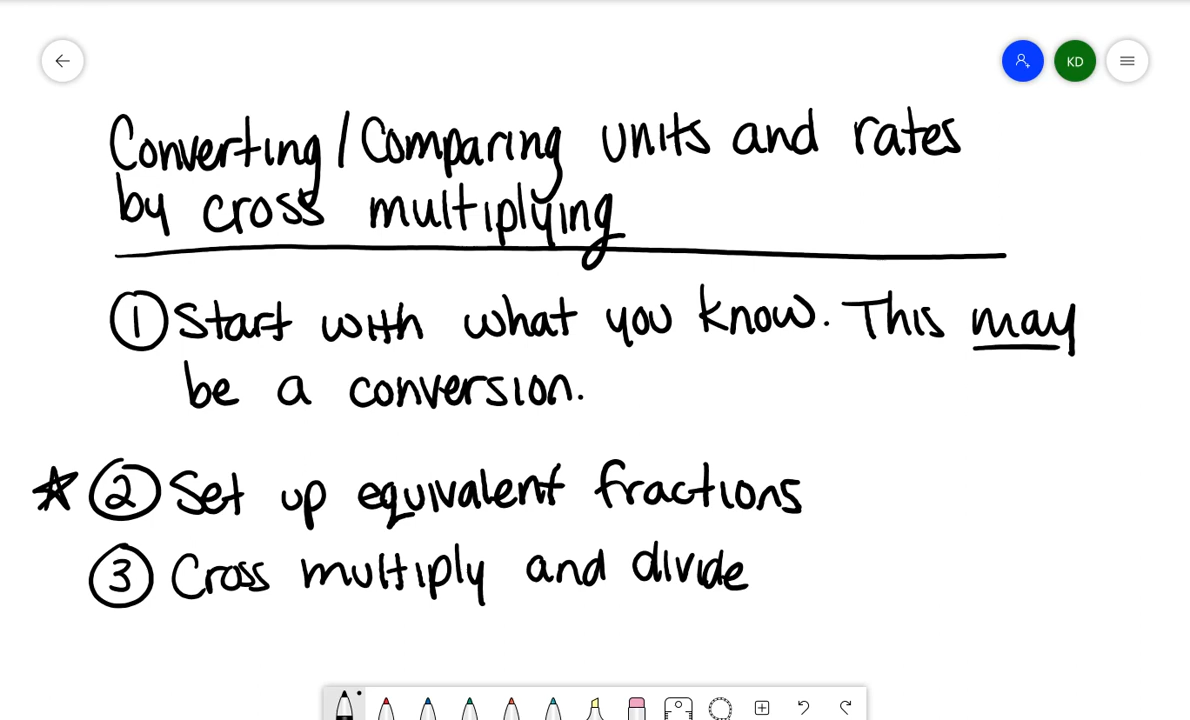 KD
Converting/Comparing units and rates
by cross multiplying
① Start with what you know. This may
be a conversion.
② Set up equivalent fractions
③ Cross multiply and divide